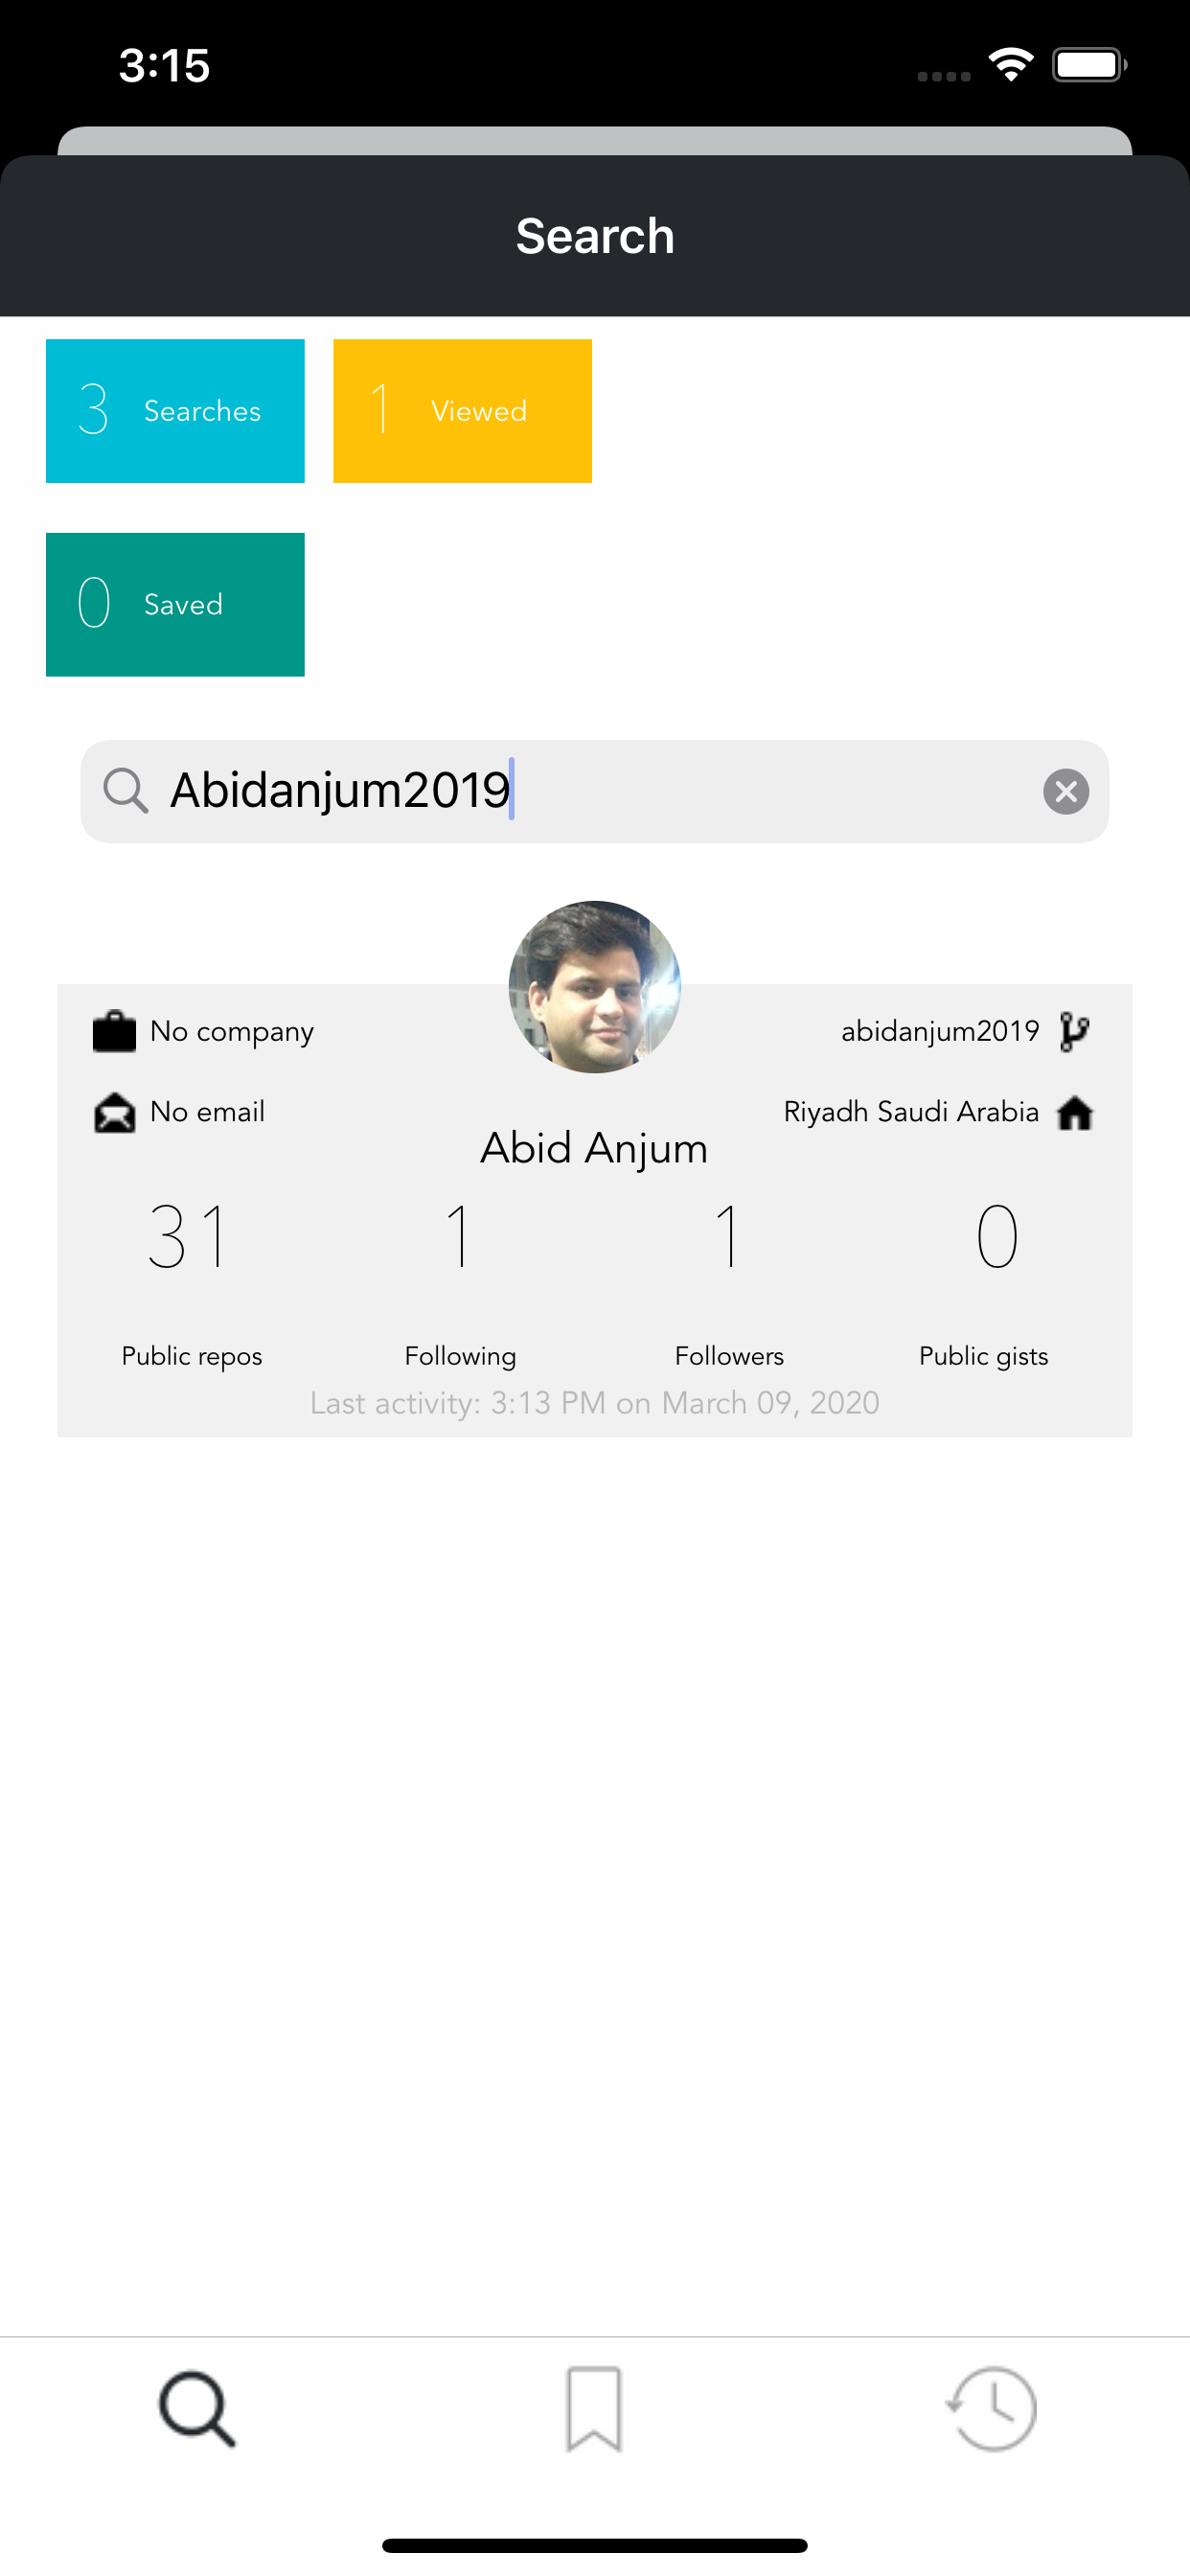 3:15
Search
3 Searches
1 Viewed
0 Saved
Abidanjum2019
No company
abidanjum2019
No email
Riyadh Saudi Arabia
Abid Anjum
31 1 1 0
Public repos Following Followers Public gists
Last activity: 3:13 PM on March 09, 2020